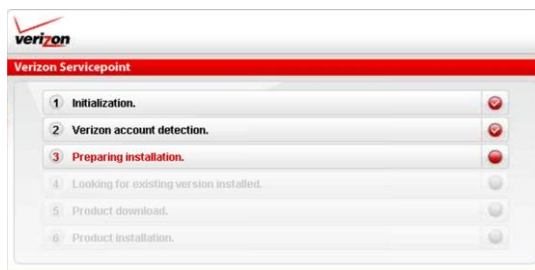 verizon
Verizon Servicepoint
1 Initialization.
2 Verizon account detection.
3 Preparing installation.
4 Looking for existing version installed.
5 Product download.
6 Product installation.